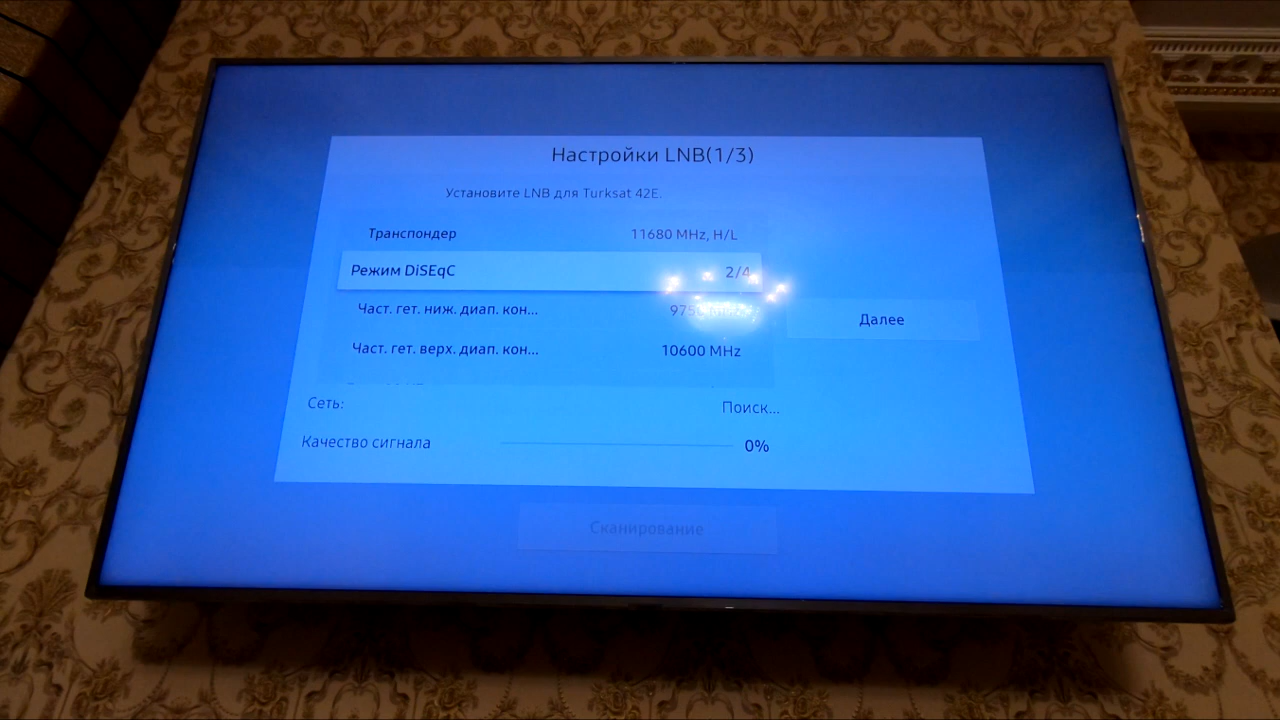 Настройки LNB(1/3)
Установите LNB для Turksat 42E.
Транспондер 11680 MHz, H/L
Режим DiSEqC 2/4
Част. гет. ниж. диап. кон...
Част. гет. верх. диап. кон... 10600 MHz
Далее
Сеть: Поиск...
Качество сигнала 0%
Сканирование